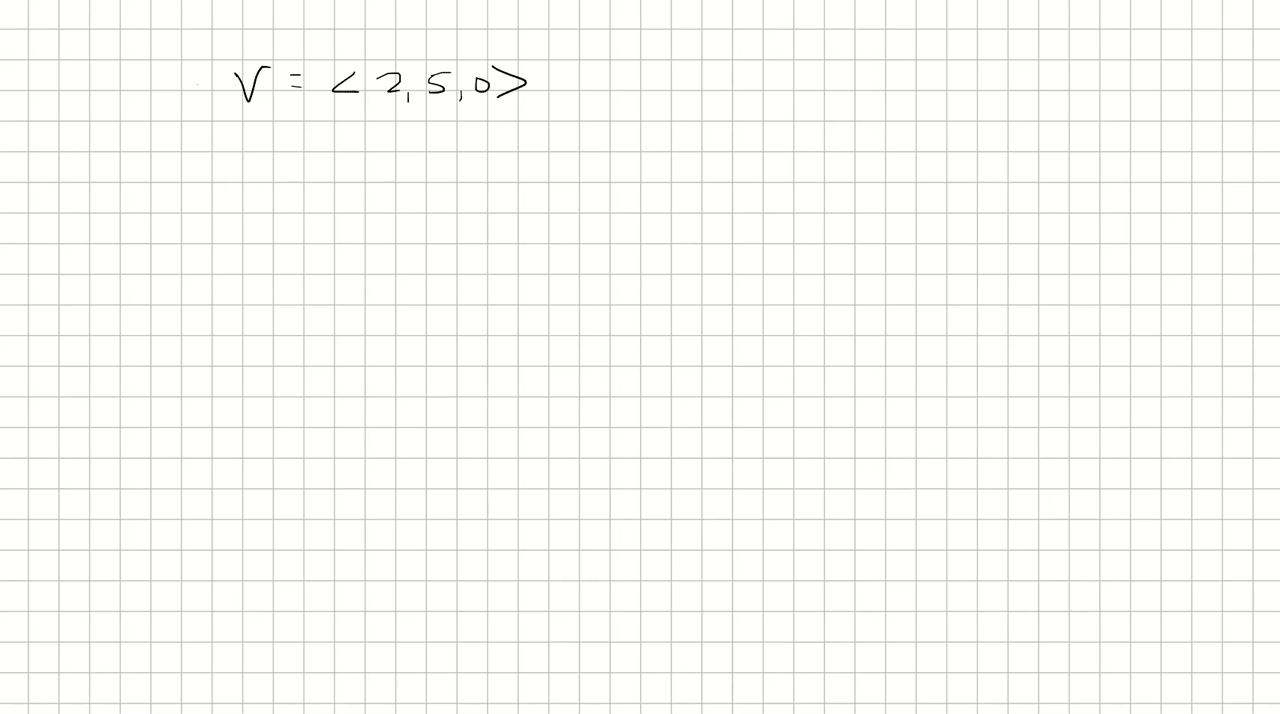 V = < 2, 5, 0>